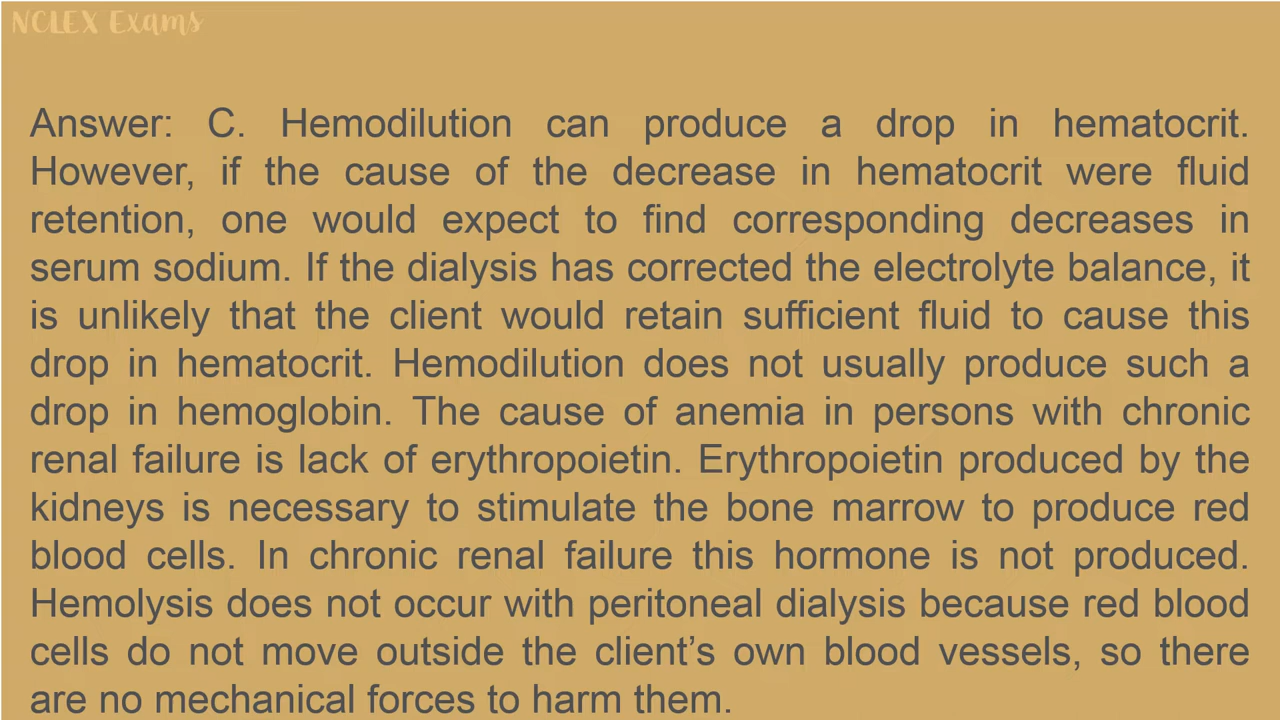 NCLEX Exams
Answer: C. Hemodilution can produce a drop in hematocrit.
However, if the cause of the decrease in hematocrit were fluid
retention, one would expect to find corresponding decreases in
serum sodium. If the dialysis has corrected the electrolyte balance, it
is unlikely that the client would retain sufficient fluid to cause this
drop in hematocrit. Hemodilution does not usually produce such a
drop in hemoglobin. The cause of anemia in persons with chronic
renal failure is lack of erythropoietin. Erythropoietin produced by the
kidneys is necessary to stimulate the bone marrow to produce red
blood cells. In chronic renal failure this hormone is not produced.
Hemolysis does not occur with peritoneal dialysis because red blood
cells do not move outside the client’s own blood vessels, so there
are no mechanical forces to harm them.